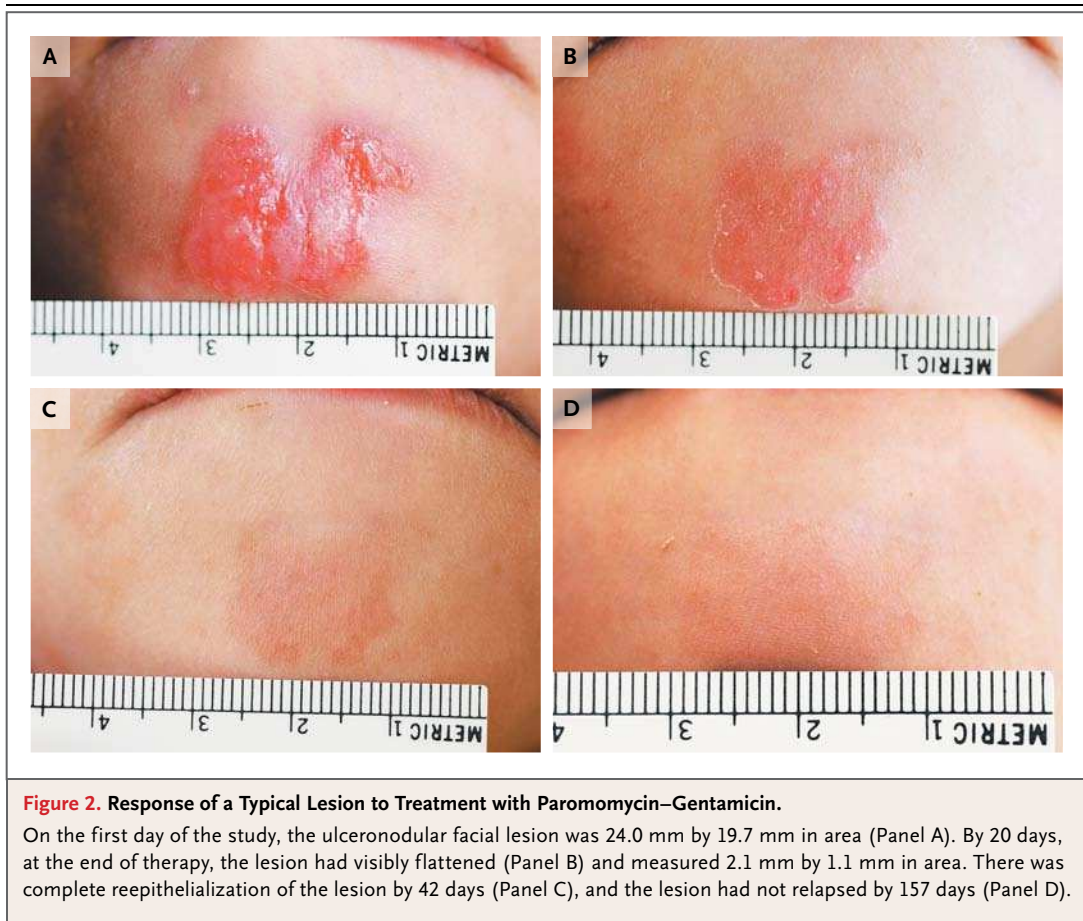 A
B
4 3 2 1 METRIC
4 3 2 1 METRIC
C
D
4 3 2 1 METRIC
4 3 2 1 METRIC
Figure 2. Response of a Typical Lesion to Treatment with Paromomycin–Gentamicin.
On the first day of the study, the ulceronodular facial lesion was 24.0 mm by 19.7 mm in area (Panel A). By 20 days,
at the end of therapy, the lesion had visibly flattened (Panel B) and measured 2.1 mm by 1.1 mm in area. There was
complete reepithelialization of the lesion by 42 days (Panel C), and the lesion had not relapsed by 157 days (Panel D).